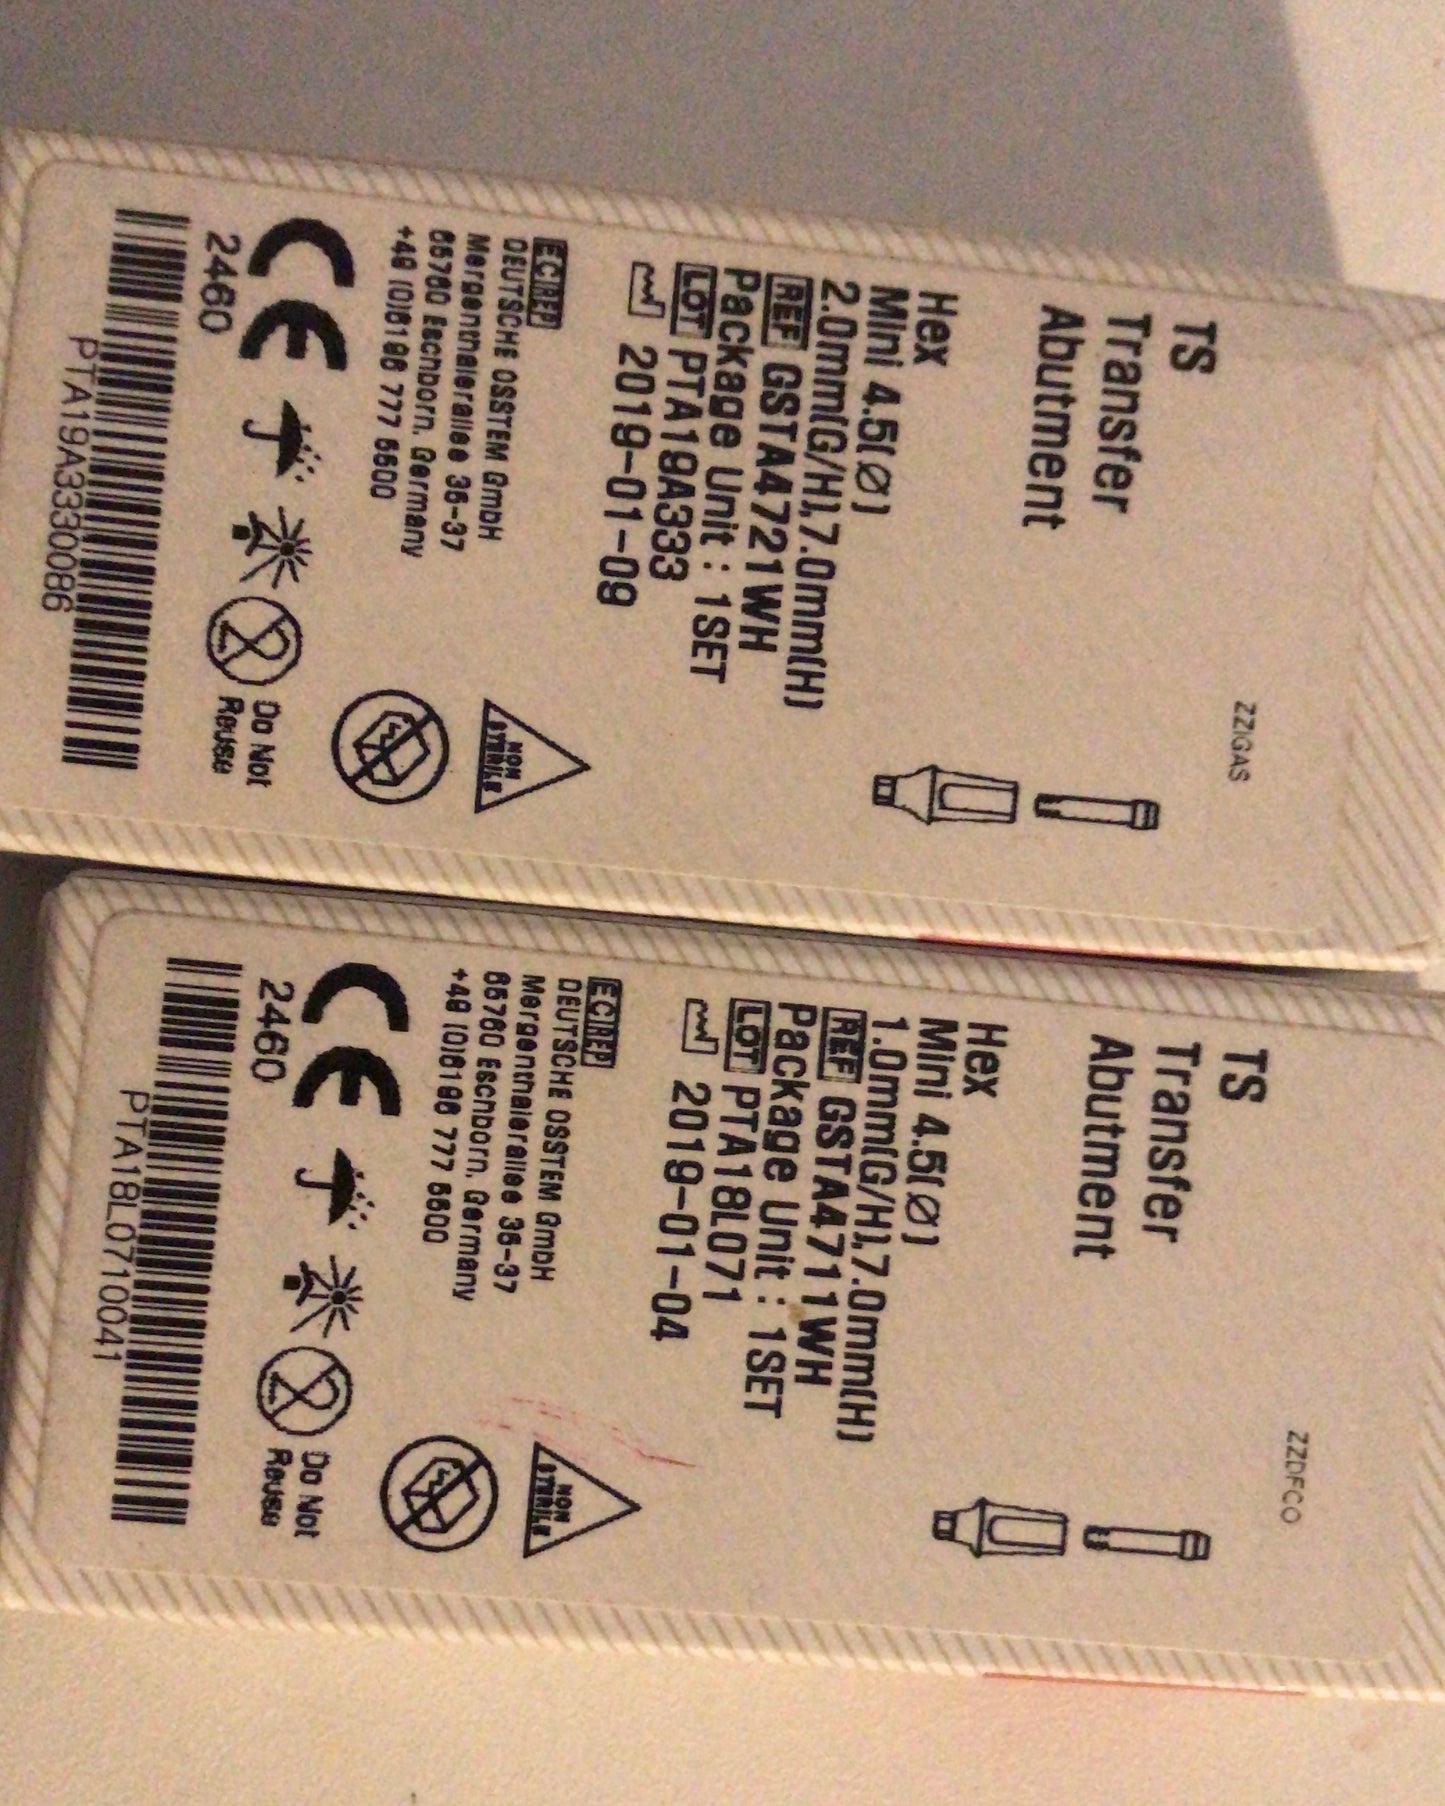 TS
Transfer
Abutment
ZZIGAS
Hex
Mini 4.5(Ø)
2.0mm(G/H),7.0mm(H)
REF GSTA4721WH
Package Unit : 1SET
LOT PTA19A333
2019-01-09
EC REP
DEUTSCHE OSSTEM GmbH
Mergenthalerallee 35-37
65760 Eschborn, Germany
+49 (0)6196 777 5500
NON
STERILE
CE
2460
Do Not
Reuse
PTA19A3330086
TS
Transfer
Abutment
ZZDFCO
Hex
Mini 4.5(Ø)
1.0mm(G/H),7.0mm(H)
REF GSTA4711WH
Package Unit : 1SET
LOT PTA18L071
2019-01-04
EC REP
DEUTSCHE OSSTEM GmbH
Mergenthalerallee 35-37
65760 Eschborn, Germany
+49 (0)6196 777 5500
NON
STERILE
CE
2460
Do Not
Reuse
PTA18L0710041